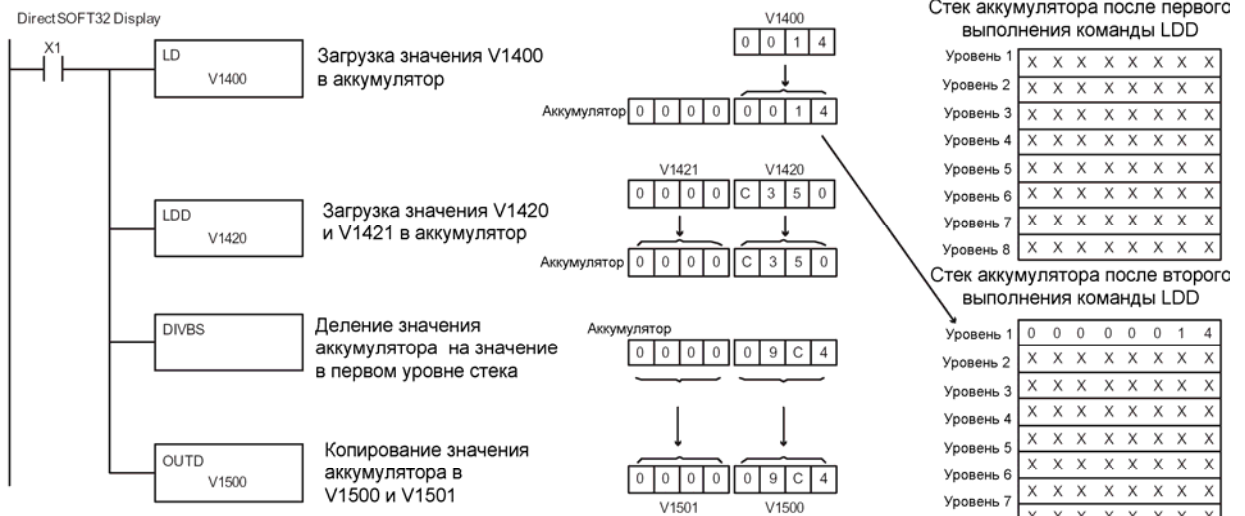 DirectSOFT32 Display
X1
LD
V1400
Загрузка значения V1400
в аккумулятор
V1400
0 0 1 4
Аккумулятор 0 0 0 0 0 0 1 4
LDD
V1420
Загрузка значения V1420
и V1421 в аккумулятор
V1421 V1420
0 0 0 0 C 3 5 0
Аккумулятор 0 0 0 0 C 3 5 0
DIVBS
Деление значения
аккумулятора на значение
в первом уровне стека
Аккумулятор
0 0 0 0 0 9 C 4
OUTD
V1500
Копирование значения
аккумулятора в
V1500 и V1501
0 0 0 0 0 9 C 4
V1501 V1500
Стек аккумулятора после первого
выполнения команды LDD
Уровень 1 X X X X X X X X
Уровень 2 X X X X X X X X
Уровень 3 X X X X X X X X
Уровень 4 X X X X X X X X
Уровень 5 X X X X X X X X
Уровень 6 X X X X X X X X
Уровень 7 X X X X X X X X
Уровень 8 X X X X X X X X
Стек аккумулятора после второго
выполнения команды LDD
Уровень 1 0 0 0 0 0 0 1 4
Уровень 2 X X X X X X X X
Уровень 3 X X X X X X X X
Уровень 4 X X X X X X X X
Уровень 5 X X X X X X X X
Уровень 6 X X X X X X X X
Уровень 7 X X X X X X X X
X X X X X X X X